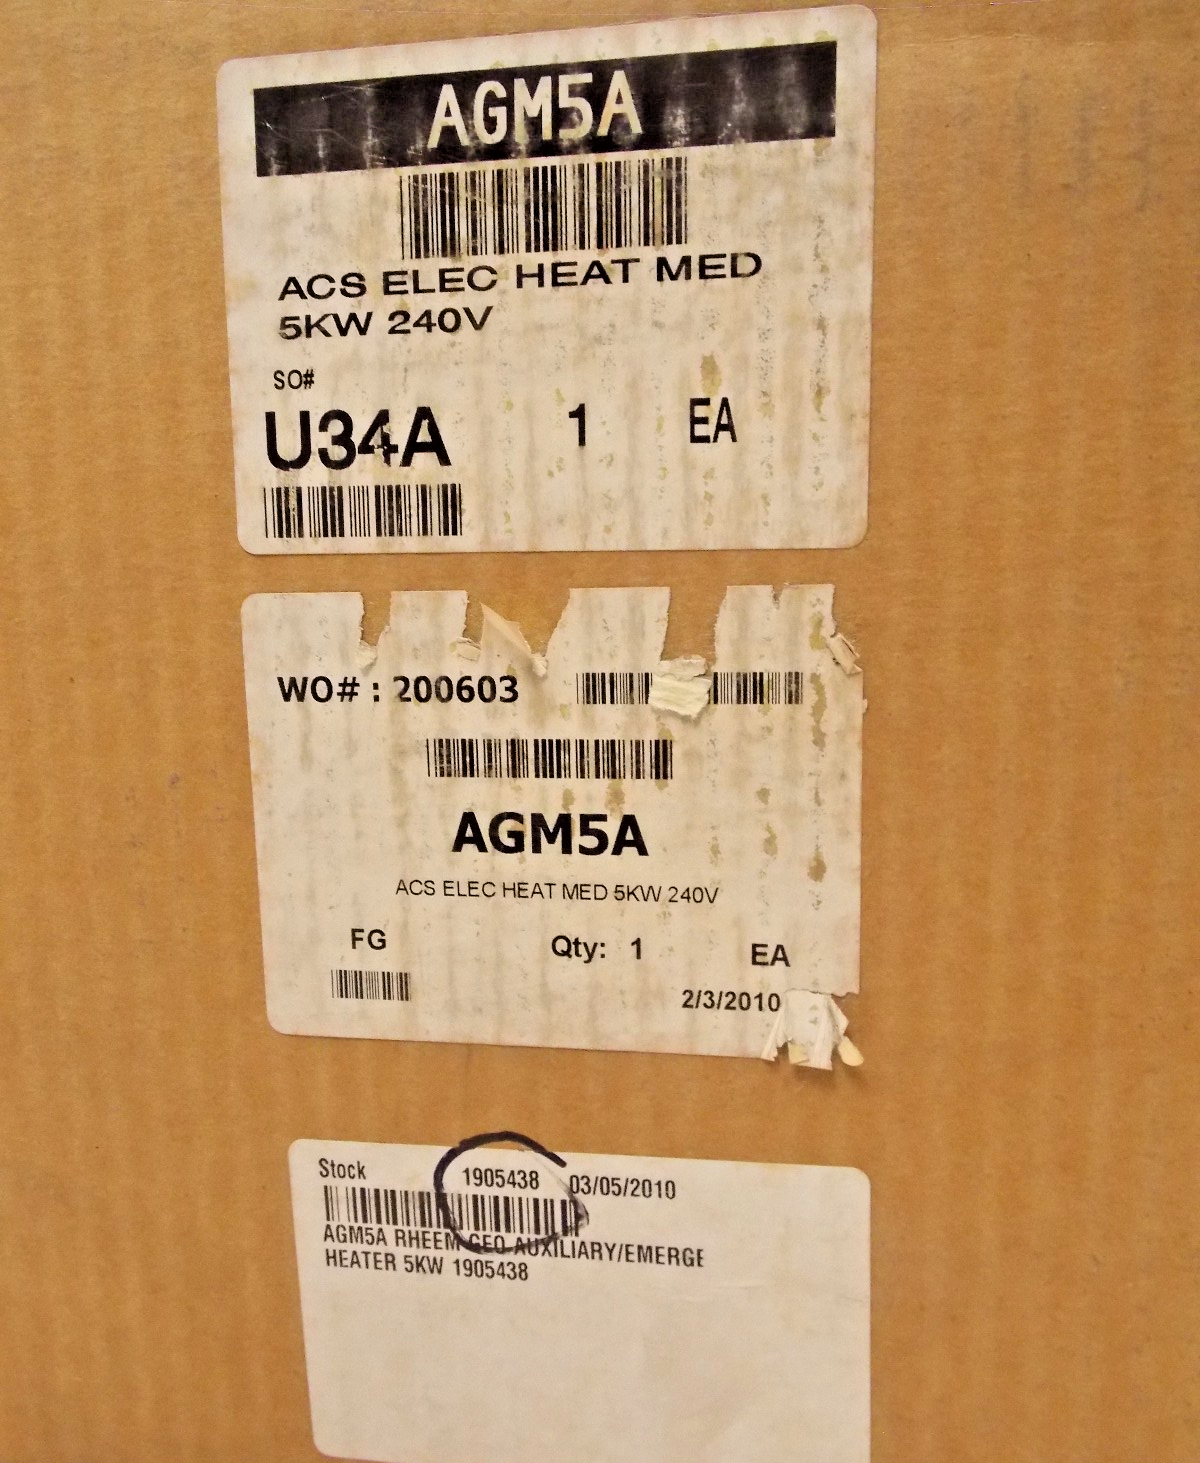 AGM5A
ACS ELEC HEAT MED
5KW 240V
SO#
U34A 1 EA
WO# : 200603
AGM5A
ACS ELEC HEAT MED 5KW 240V
FG Qty: 1 EA
2/3/2010
Stock 1905438 03/05/2010
AGM5A RHEEM GEO AUXILIARY/EMERGE
HEATER 5KW 1905438